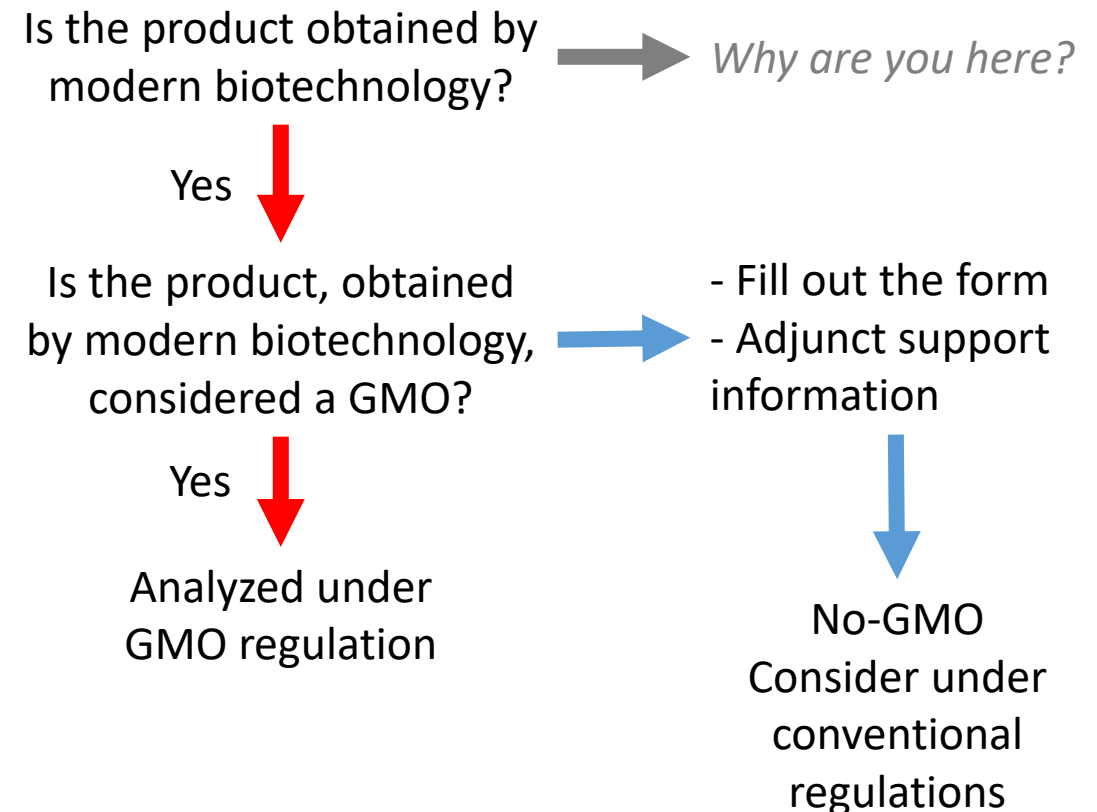 Is the product obtained by
modern biotechnology?
Why are you here?
Yes
Is the product, obtained
by modern biotechnology,
considered a GMO?
- Fill out the form
- Adjunct support
information
Yes
Analyzed under
GMO regulation
No-GMO
Consider under
conventional
regulations